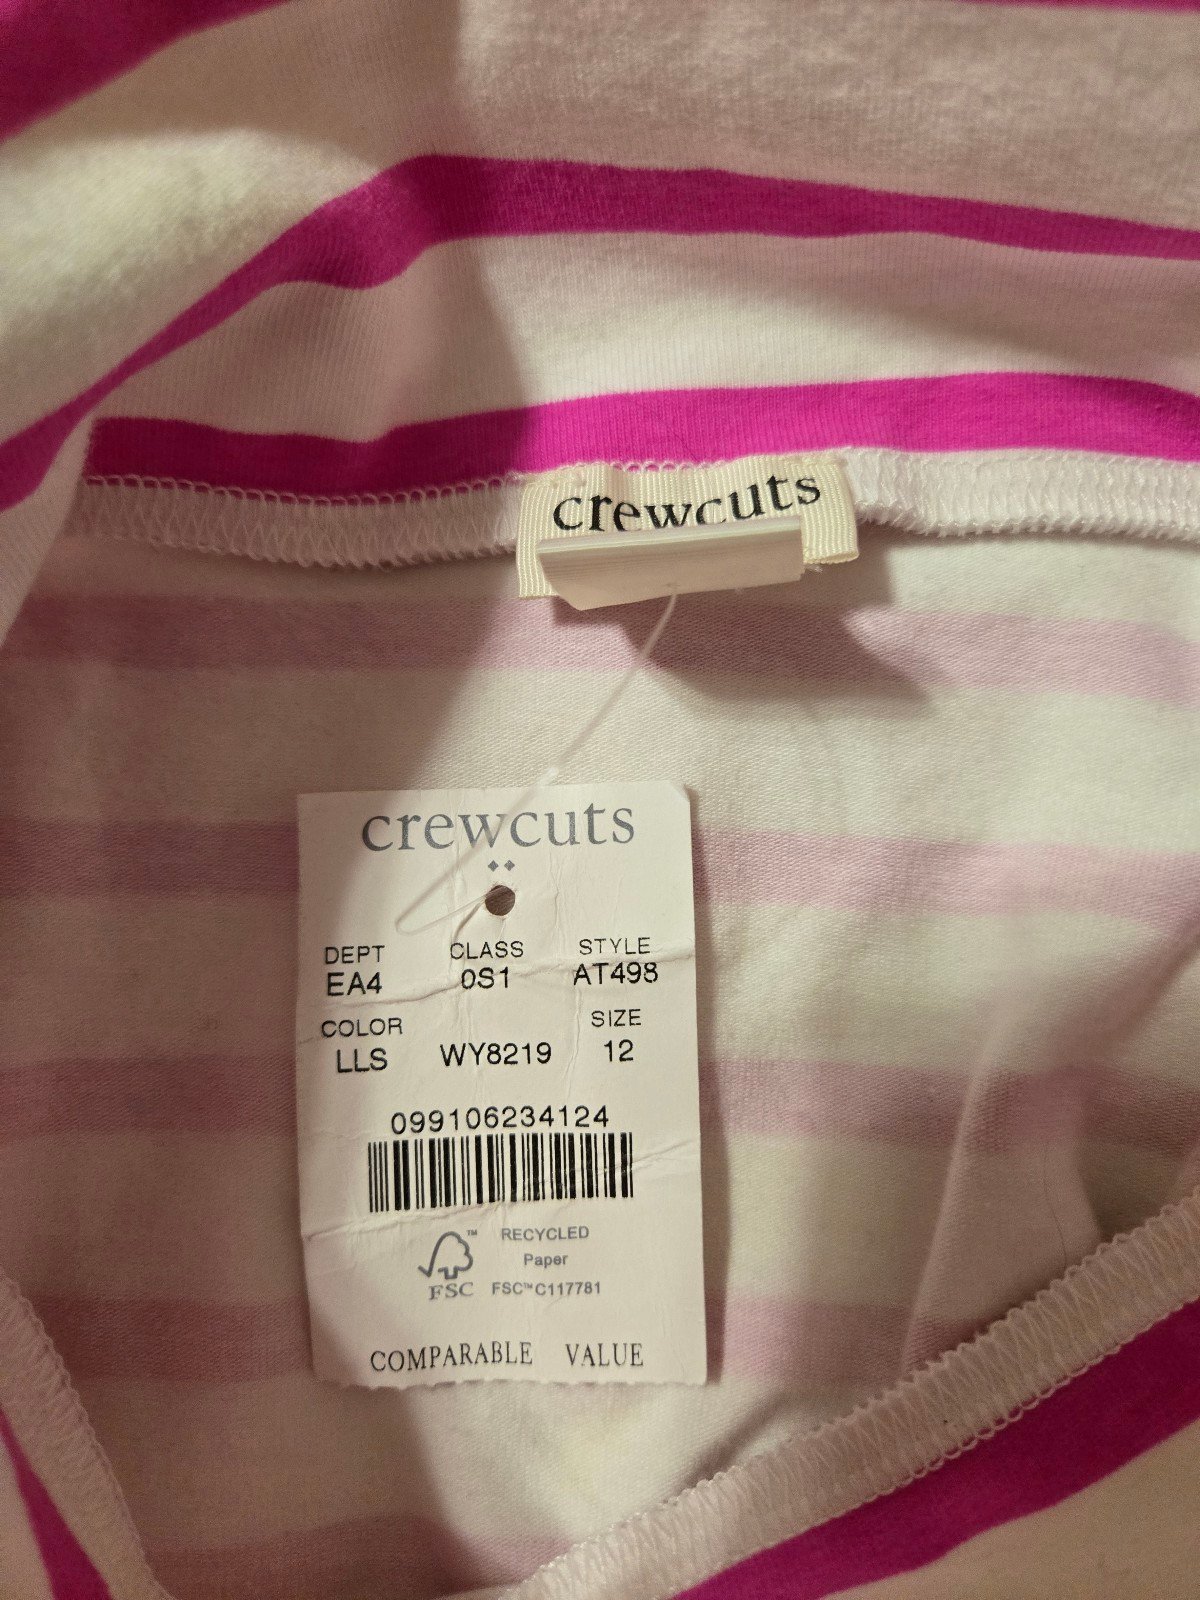 crewcuts
crewcuts
DEPT CLASS STYLE
EA4 0S1 AT498
COLOR SIZE
LLS WY8219 12
099106234124
™ RECYCLED
Paper
FSC FSC™C117781
COMPARABLE VALUE